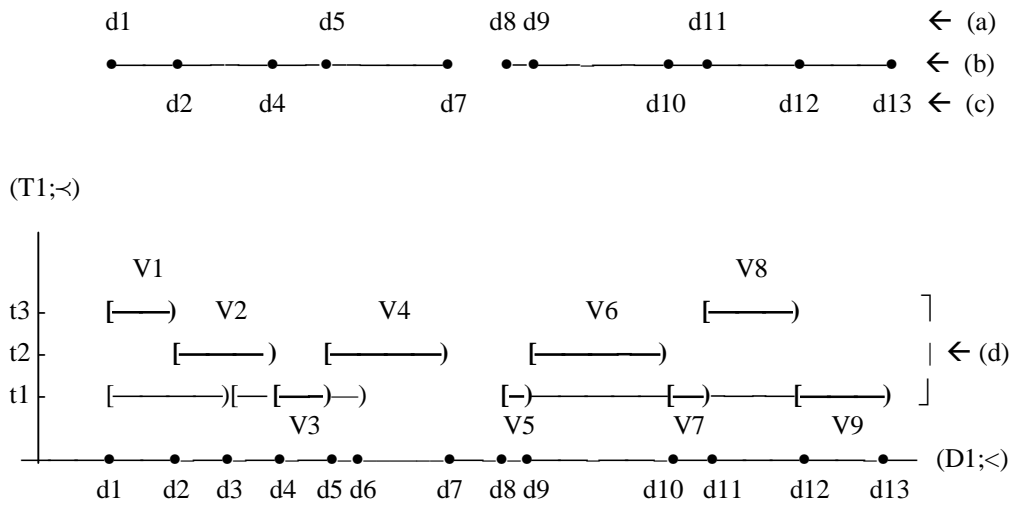 d1 d5 d8 d9 d11 ← (a)
← (b)
d2 d4 d7 d10 d12 d13 ← (c)
(T1;≺)
V1 V8
t3 V2 V4 V6
t2 ← (d)
t1
V3 V5 V7 V9
(D1;<)
d1 d2 d3 d4 d5 d6 d7 d8 d9 d10 d11 d12 d13